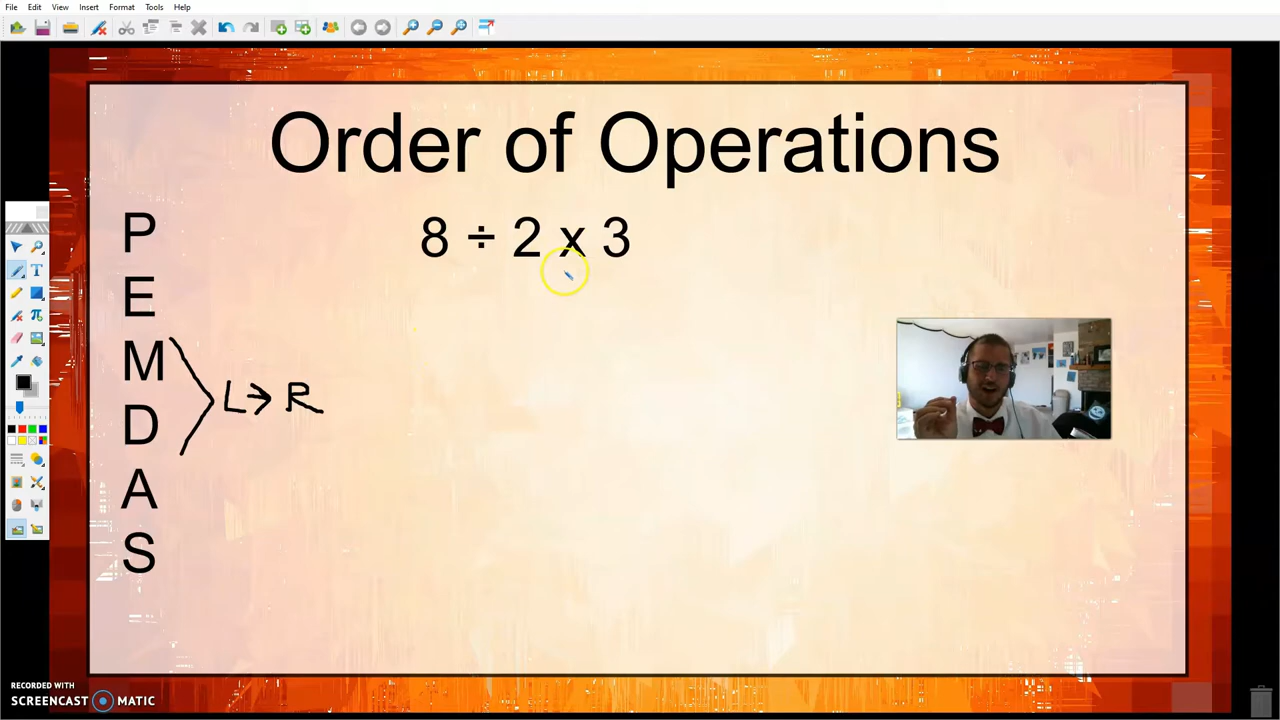 File Edit View Insert Format Tools Help
Order of Operations
8 ÷ 2 x 3
P
E
M
D
L → R
A
S
RECORDED WITH
SCREENCAST MATIC